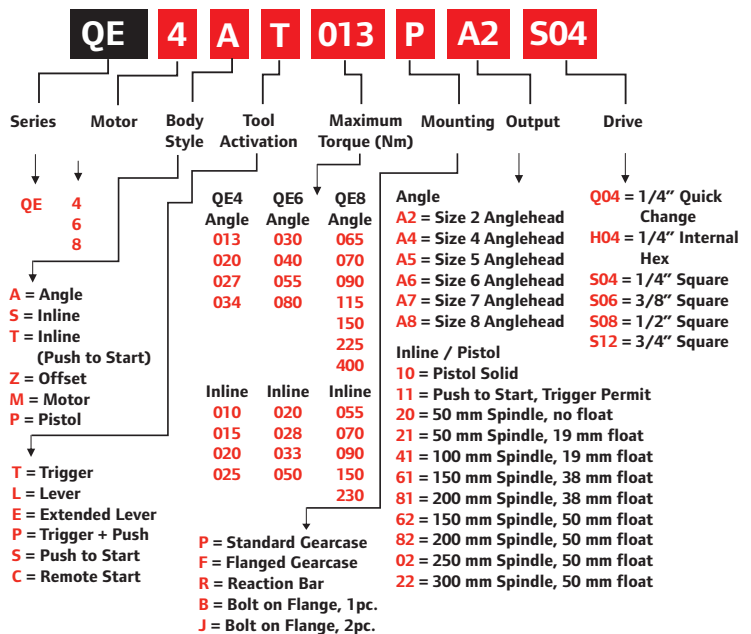 QE 4 A T 013 P A2 S04
Series
Motor
Body
Style
Tool
Activation
Maximum
Torque (Nm)
Mounting
Output
Drive
QE
4
6
8
A = Angle
S = Inline
T = Inline
(Push to Start)
Z = Offset
M = Motor
P = Pistol
T = Trigger
L = Lever
E = Extended Lever
P = Trigger + Push
S = Push to Start
C = Remote Start
QE4 QE6 QE8
Angle Angle Angle
013 030 065
020 040 070
027 055 090
034 080 115
150
225
400
Inline Inline Inline
010 020 055
015 028 070
020 033 090
025 050 150
230
P = Standard Gearcase
F = Flanged Gearcase
R = Reaction Bar
B = Bolt on Flange, 1pc.
J = Bolt on Flange, 2pc.
Angle
A2 = Size 2 Anglehead
A4 = Size 4 Anglehead
A5 = Size 5 Anglehead
A6 = Size 6 Anglehead
A7 = Size 7 Anglehead
A8 = Size 8 Anglehead
Inline / Pistol
10 = Pistol Solid
11 = Push to Start, Trigger Permit
20 = 50 mm Spindle, no float
21 = 50 mm Spindle, 19 mm float
41 = 100 mm Spindle, 19 mm float
61 = 150 mm Spindle, 38 mm float
81 = 200 mm Spindle, 38 mm float
62 = 150 mm Spindle, 50 mm float
82 = 200 mm Spindle, 50 mm float
02 = 250 mm Spindle, 50 mm float
22 = 300 mm Spindle, 50 mm float
Q04 = 1/4″ Quick
Change
H04 = 1/4″ Internal
Hex
S04 = 1/4″ Square
S06 = 3/8″ Square
S08 = 1/2″ Square
S12 = 3/4″ Square